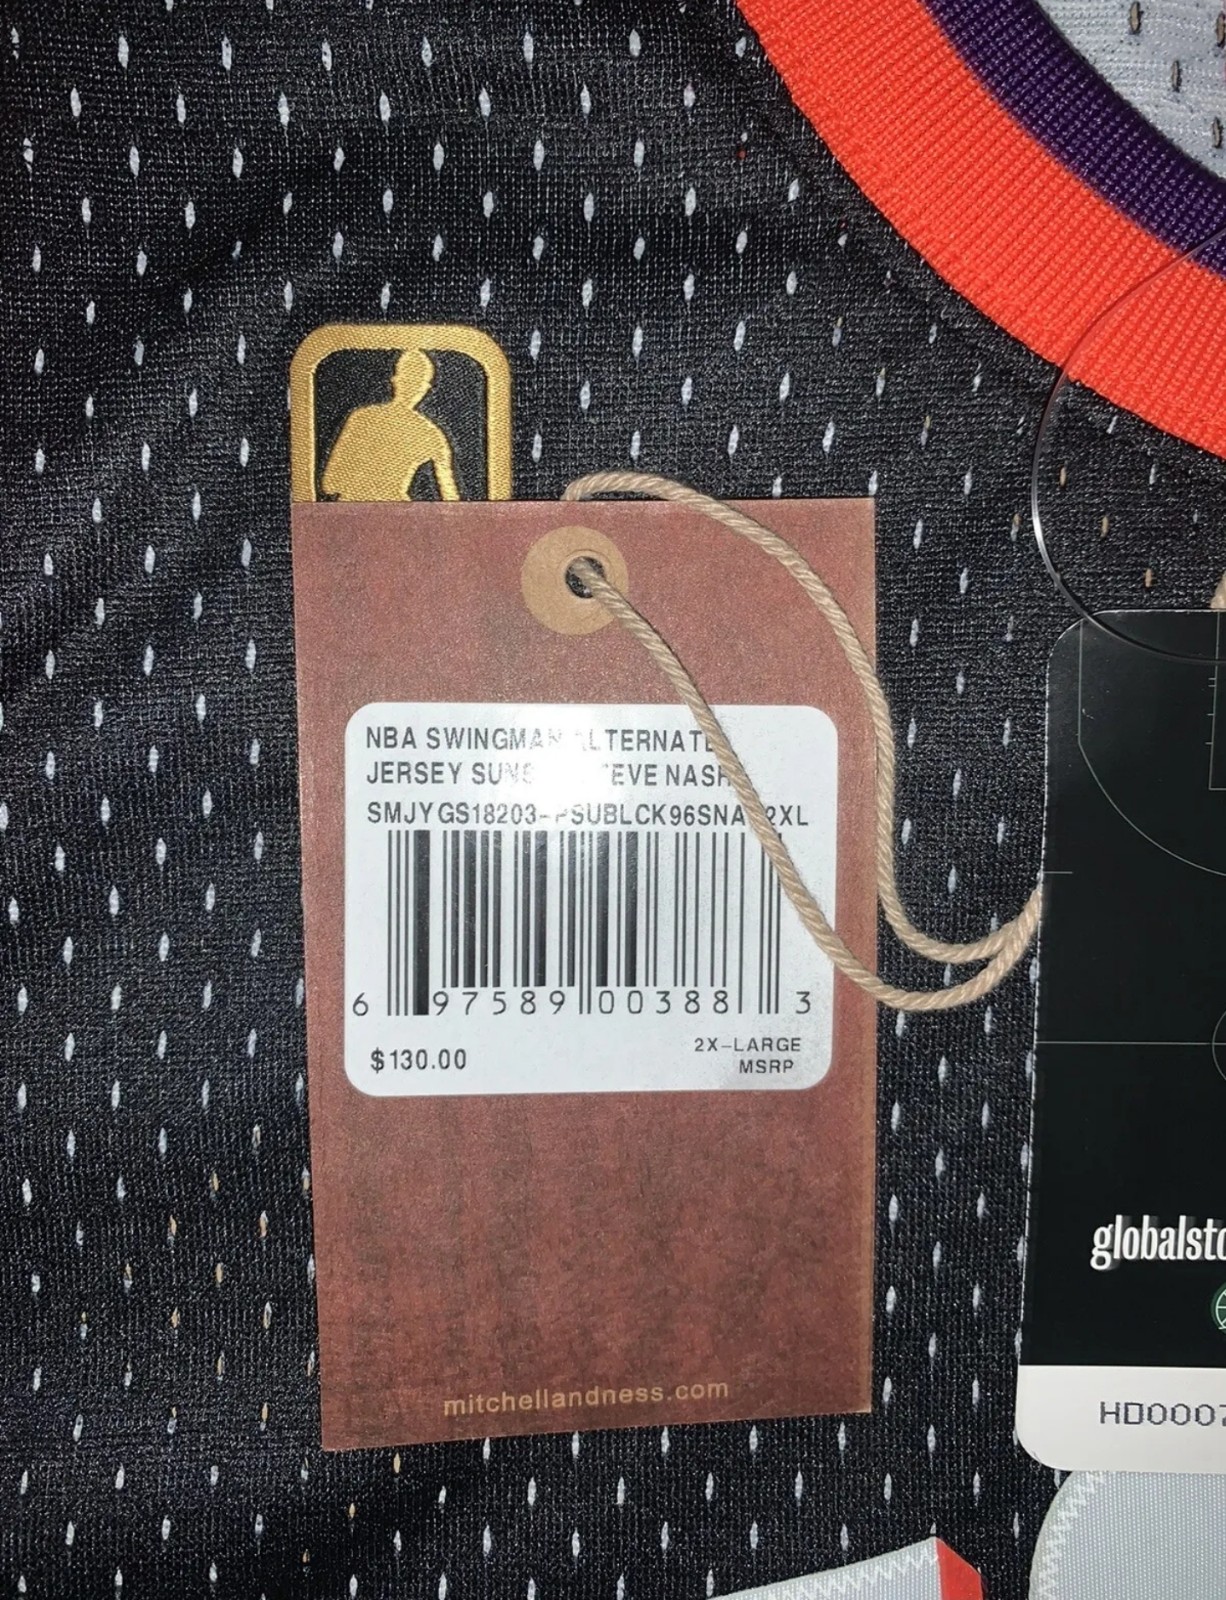 NBA SWINGMAN ALTERNATE
JERSEY SUNS STEVE NASH
SMJYGS18203-PSUBLCK96SNA 2XL
6 97589 00388 3
$130.00
2X-LARGE
MSRP
mitchellandness.com
globalsto
HD0007